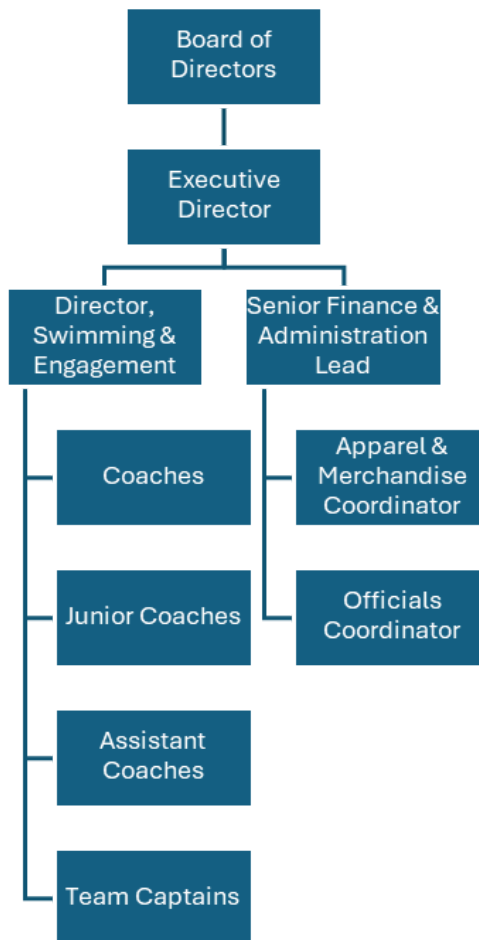 Board of
Directors
Executive
Director
Director,
Swimming &
Engagement
Senior Finance &
Administration
Lead
Coaches
Junior Coaches
Assistant
Coaches
Team Captains
Apparel &
Merchandise
Coordinator
Officials
Coordinator